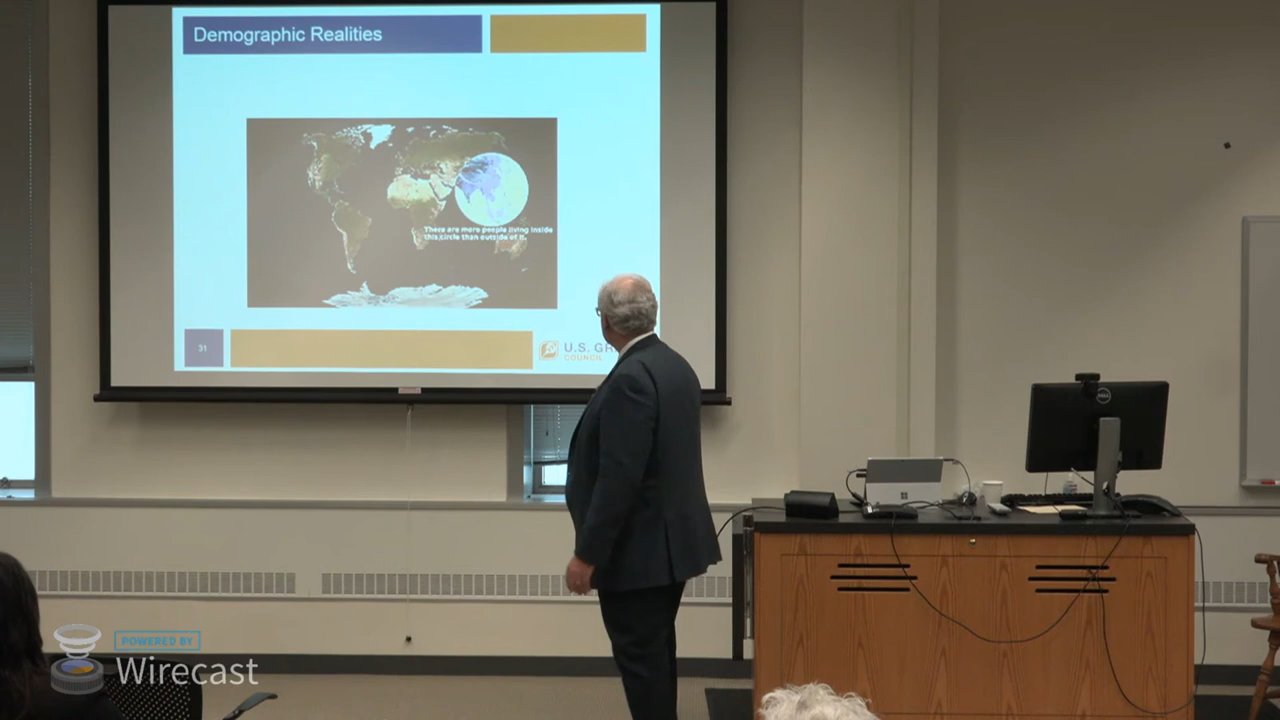 Demographic Realities
There are more people living inside
this circle than outside of it.
31
U.S. GR
COUNCIL
DELL
POWERED BY
Wirecast